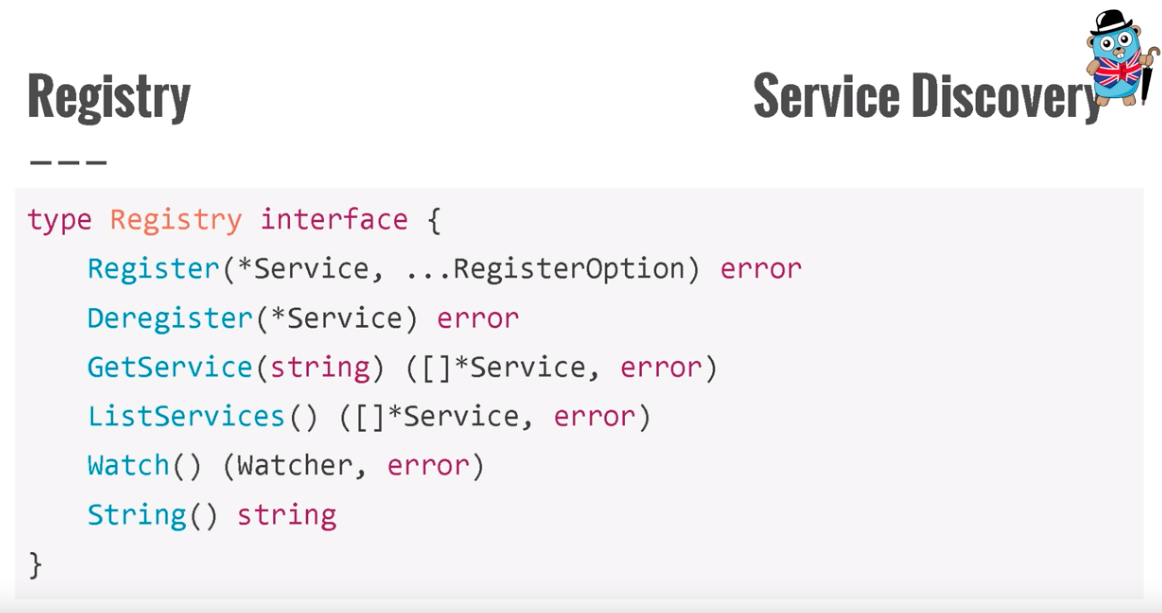 Registry
Service Discovery
---
type Registry interface {
    Register(*Service, ...RegisterOption) error
    Deregister(*Service) error
    GetService(string) ([]*Service, error)
    ListServices() ([]*Service, error)
    Watch() (Watcher, error)
    String() string
}